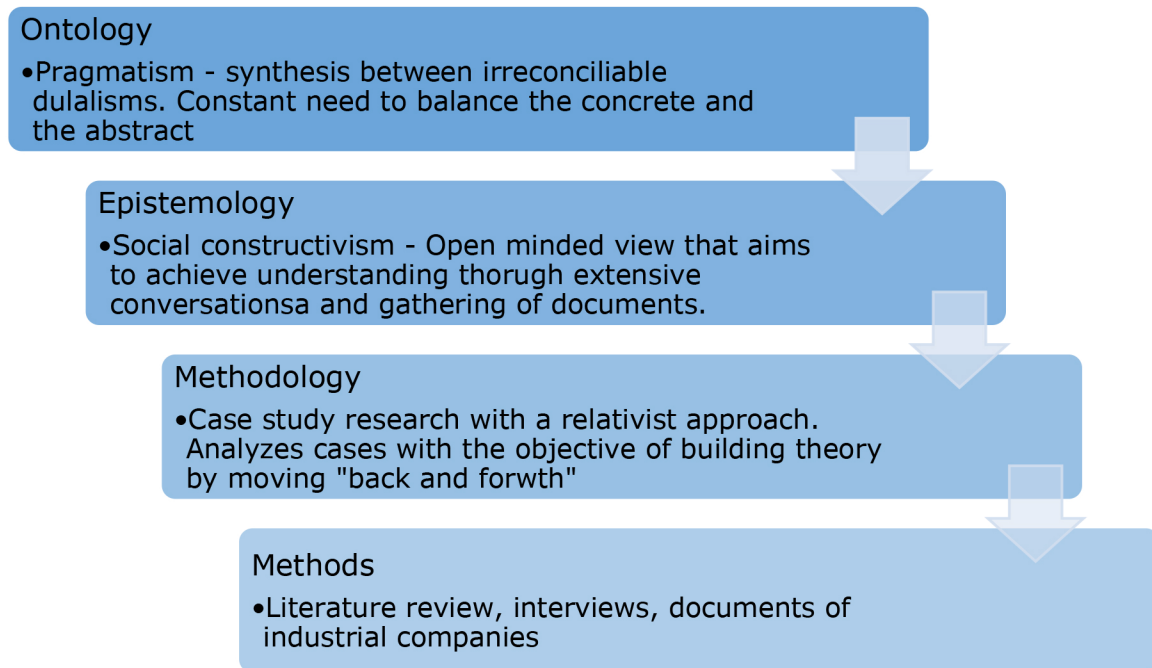 Ontology
•Pragmatism - synthesis between irreconcilable
dulalisms. Constant need to balance the concrete and
the abstract
Epistemology
•Social constructivism - Open minded view that aims
to achieve understanding thorugh extensive
conversationsa and gathering of documents.
Methodology
•Case study research with a relativist approach.
Analyzes cases with the objective of building theory
by moving "back and forwth"
Methods
•Literature review, interviews, documents of
industrial companies